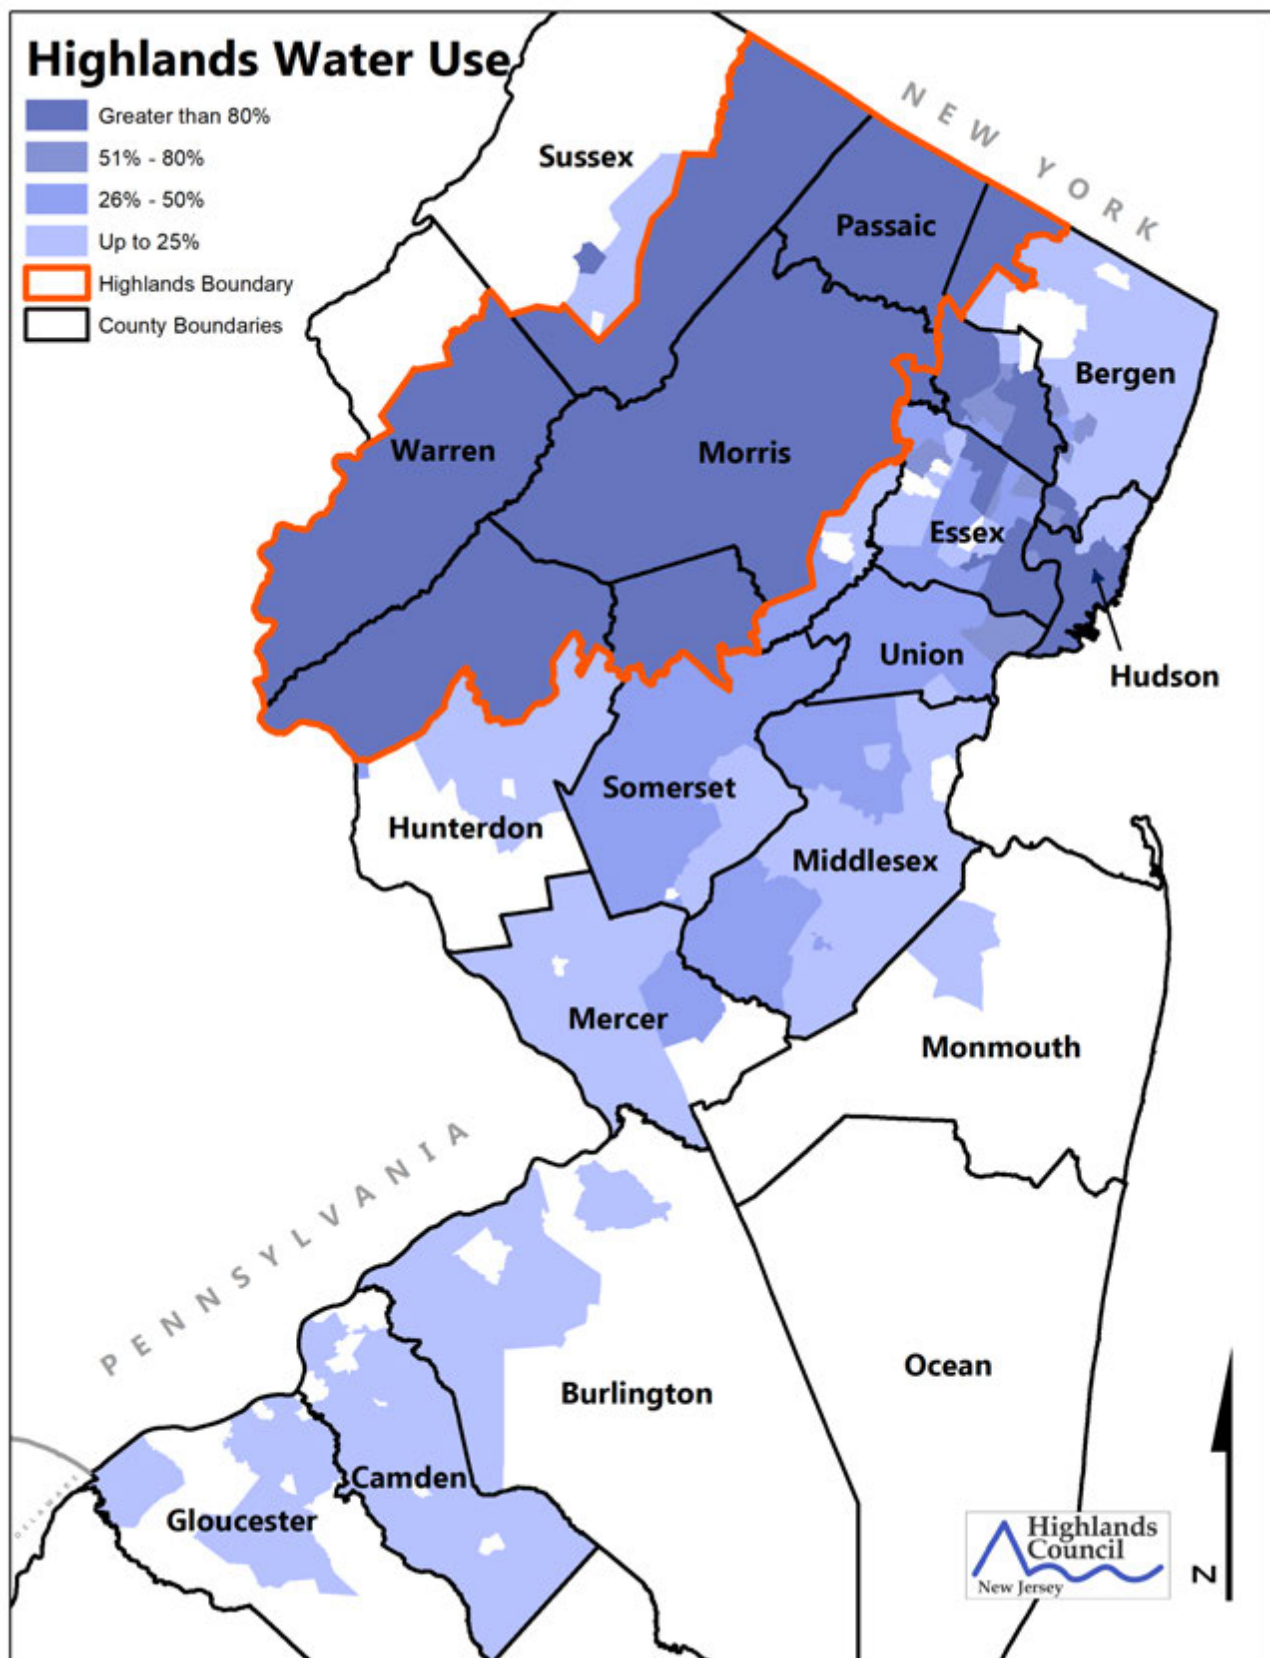 Highlands Water Use
Greater than 80%
51% - 80%
26% - 50%
Up to 25%
Highlands Boundary
County Boundaries
NEW YORK
Sussex
Passaic
Bergen
Warren
Morris
Essex
Union
Hudson
Somerset
Hunterdon
Middlesex
Mercer
Monmouth
PENNSYLVANIA
Ocean
Burlington
Camden
Gloucester
DELAWARE
Highlands
Council
New Jersey
N